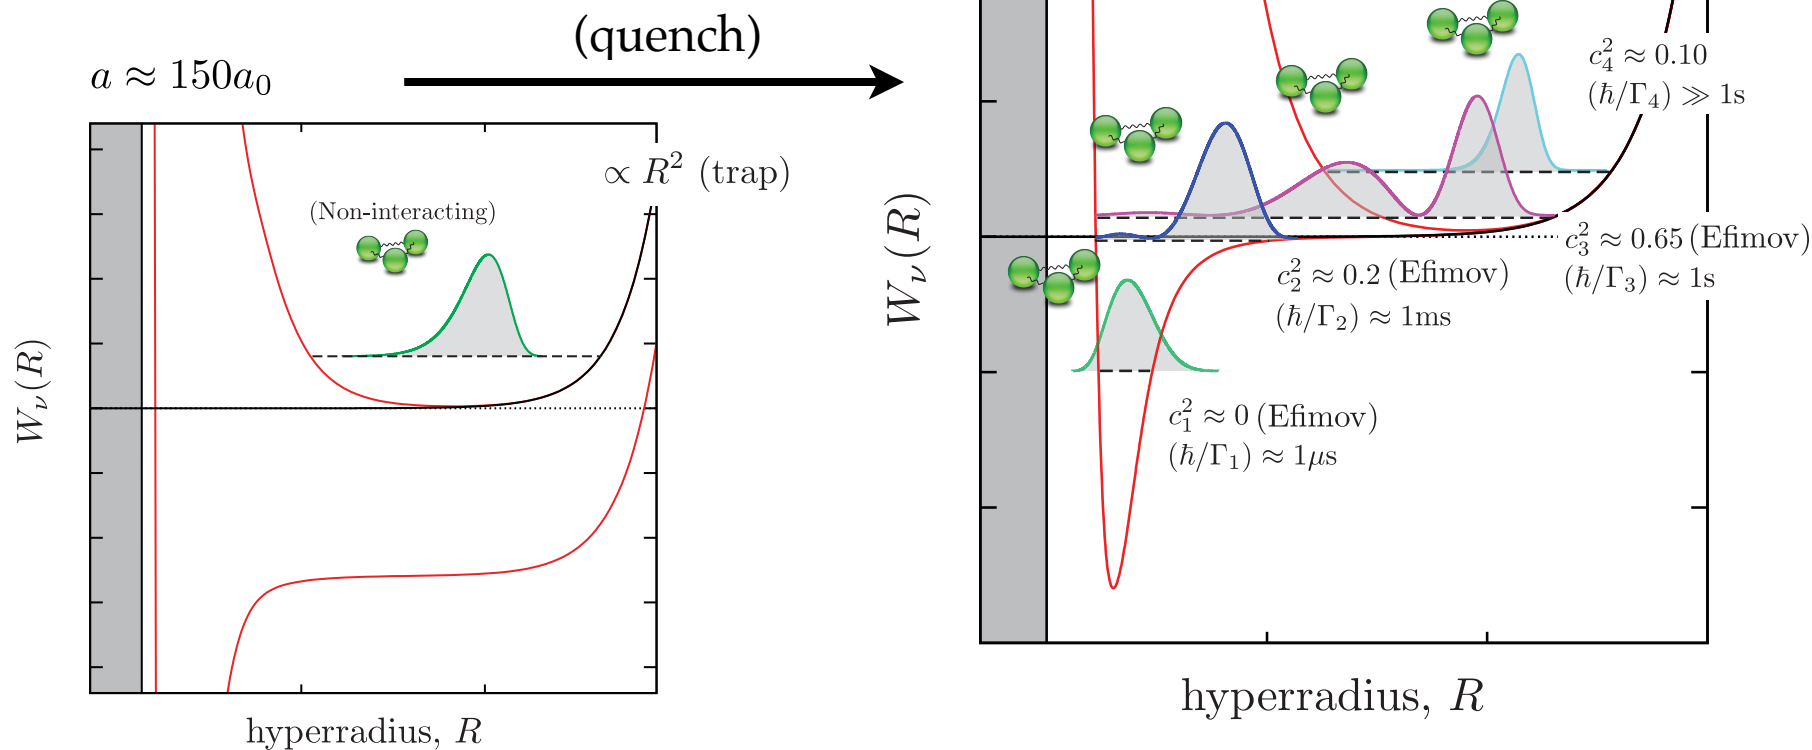 (quench)
a ≈ 150a₀
∝ R² (trap)
(Non-interacting)
W_ν(R)
hyperradius, R
c₄² ≈ 0.10
(ħ/Γ₄) ≫ 1s
c₃² ≈ 0.65 (Efimov)
(ħ/Γ₃) ≈ 1s
c₂² ≈ 0.2 (Efimov)
(ħ/Γ₂) ≈ 1ms
c₁² ≈ 0 (Efimov)
(ħ/Γ₁) ≈ 1μs
W_ν(R)
hyperradius, R